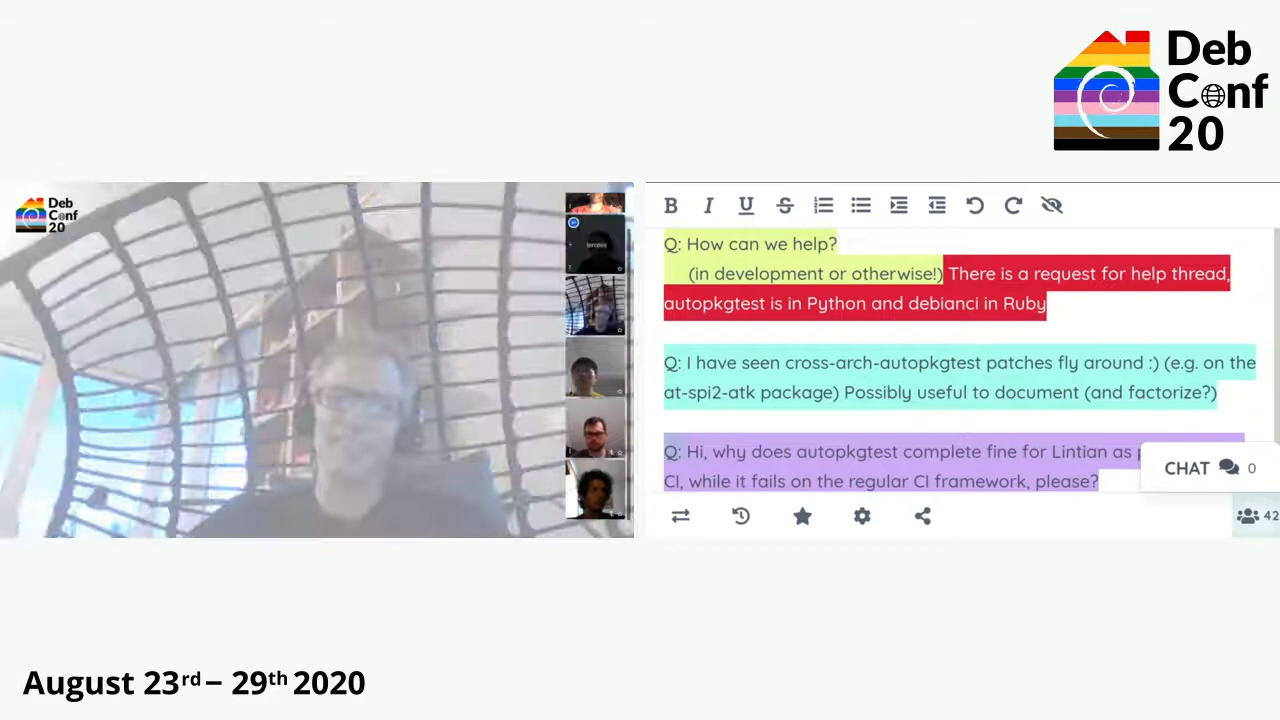 Deb
Conf
20
Deb
Conf
20
Q: How can we help?
(in development or otherwise!) There is a request for help thread,
autopkgtest is in Python and debianci in Ruby
Q: I have seen cross-arch-autopkgtest patches fly around :) (e.g. on the
at-spi2-atk package) Possibly useful to document (and factorize?)
Q: Hi, why does autopkgtest complete fine for Lintian as
CI, while it fails on the regular CI framework, please?
CHAT 0
42
August 23rd – 29th 2020